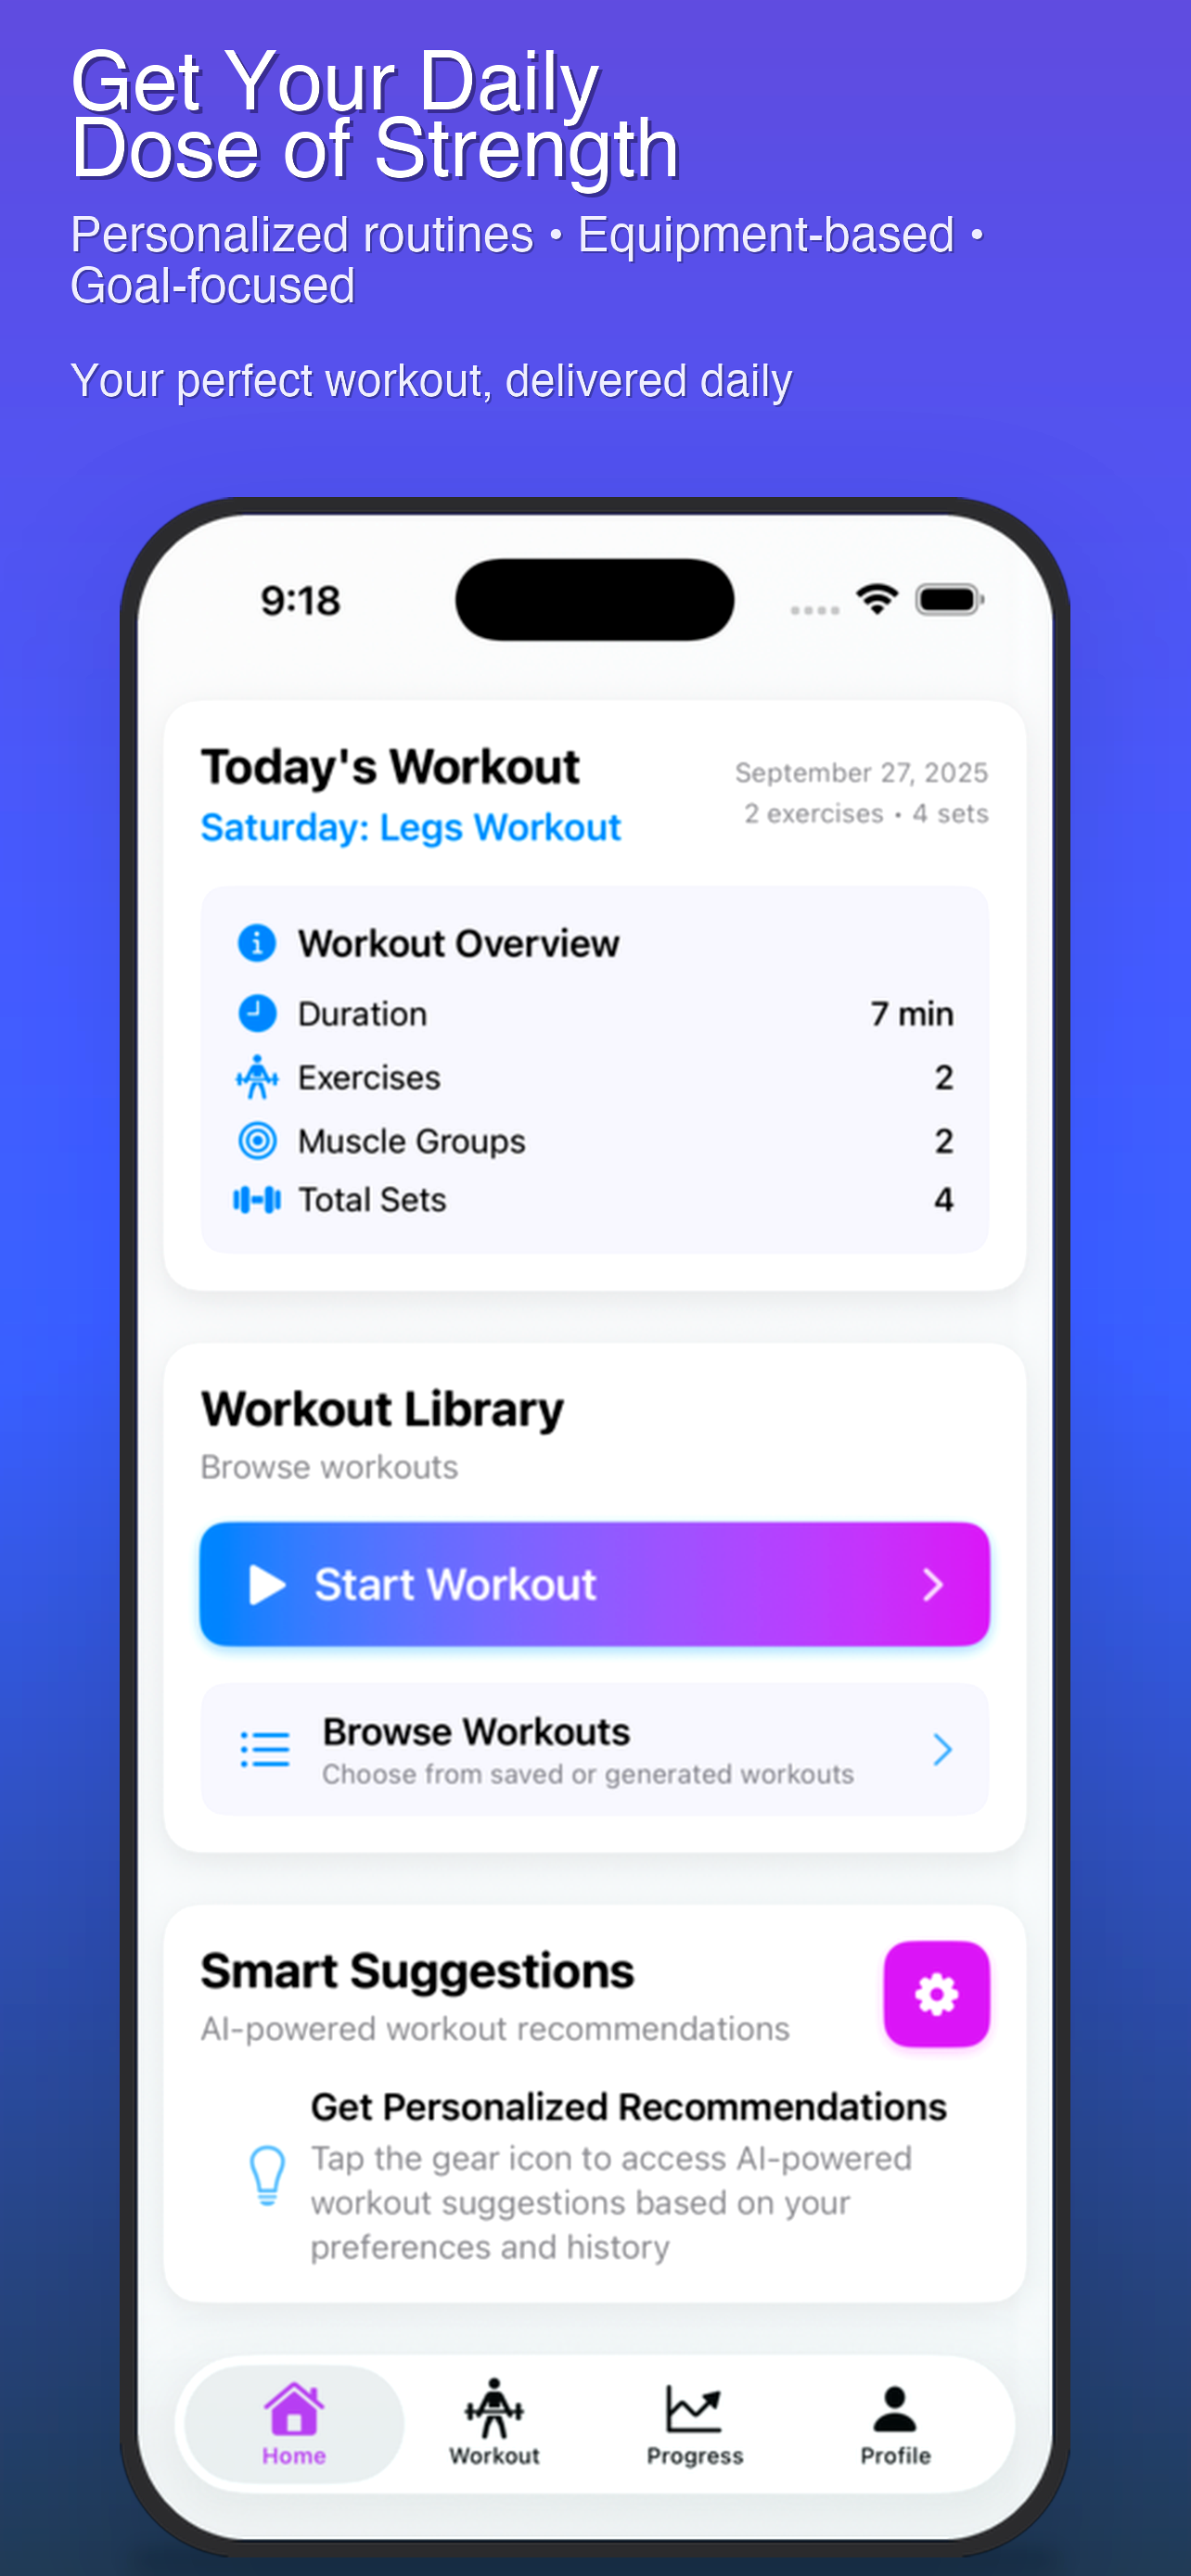 Get Your Daily
Dose of Strength
Personalized routines • Equipment-based •
Goal-focused
Your perfect workout, delivered daily
9:18
Today's Workout
September 27, 2025
Saturday: Legs Workout
2 exercises • 4 sets
Workout Overview
Duration 7 min
Exercises 2
Muscle Groups 2
Total Sets 4
Workout Library
Browse workouts
Start Workout
Browse Workouts
Choose from saved or generated workouts
Smart Suggestions
AI-powered workout recommendations
Get Personalized Recommendations
Tap the gear icon to access AI-powered
workout suggestions based on your
preferences and history
Home Workout Progress Profile